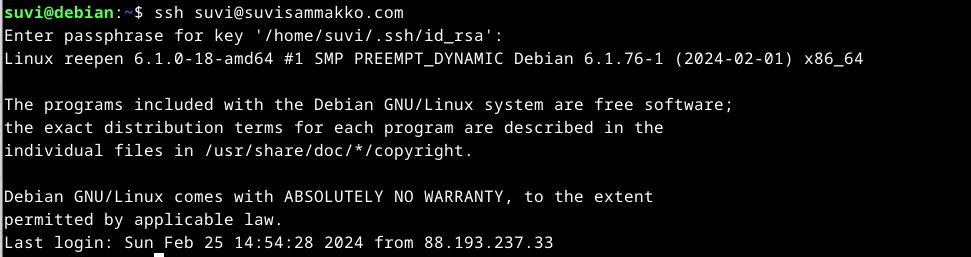 suvi@debian:~$ ssh suvi@suvisammakko.com
Enter passphrase for key '/home/suvi/.ssh/id_rsa':
Linux reepen 6.1.0-18-amd64 #1 SMP PREEMPT_DYNAMIC Debian 6.1.76-1 (2024-02-01) x86_64

The programs included with the Debian GNU/Linux system are free software;
the exact distribution terms for each program are described in the
individual files in /usr/share/doc/*/copyright.

Debian GNU/Linux comes with ABSOLUTELY NO WARRANTY, to the extent
permitted by applicable law.
Last login: Sun Feb 25 14:54:28 2024 from 88.193.237.33